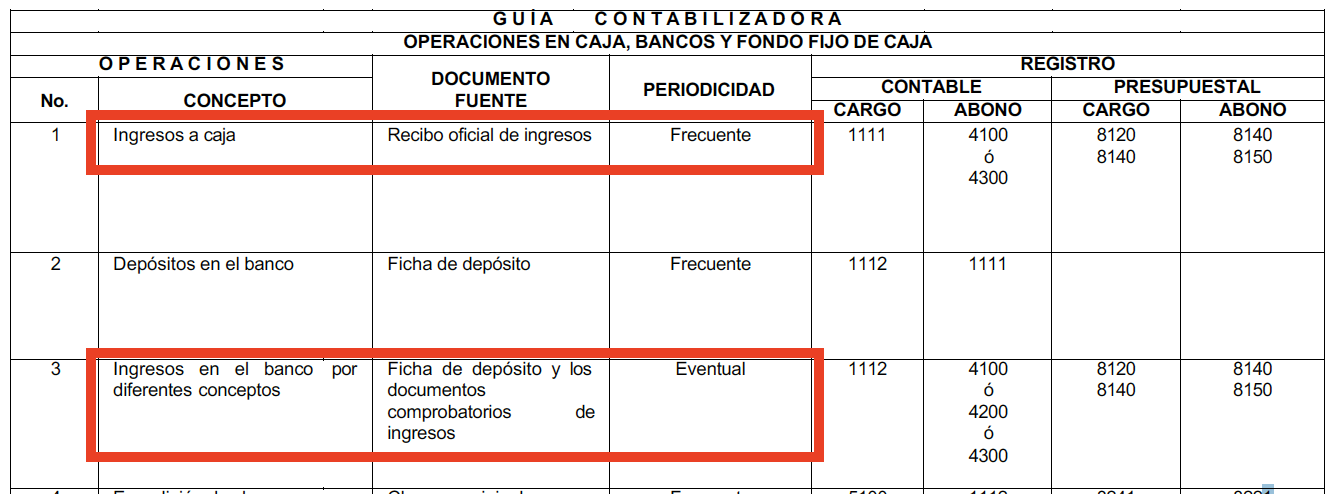 GUÍA CONTABILIZADORA
OPERACIONES EN CAJA, BANCOS Y FONDO FIJO DE CAJA
OPERACIONES
DOCUMENTO FUENTE
PERIODICIDAD
REGISTRO
No.
CONCEPTO
CONTABLE
PRESUPUESTAL
CARGO ABONO CARGO ABONO
1 Ingresos a caja Recibo oficial de ingresos Frecuente 1111 4100 8120 8140
ó 8140 8150
4300
2 Depósitos en el banco Ficha de depósito Frecuente 1112 1111
3 Ingresos en el banco por Ficha de depósito y los Eventual 1112 4100 8120 8140
diferentes conceptos documentos ó 8140 8150
comprobatorios de 4200
ingresos ó
4300